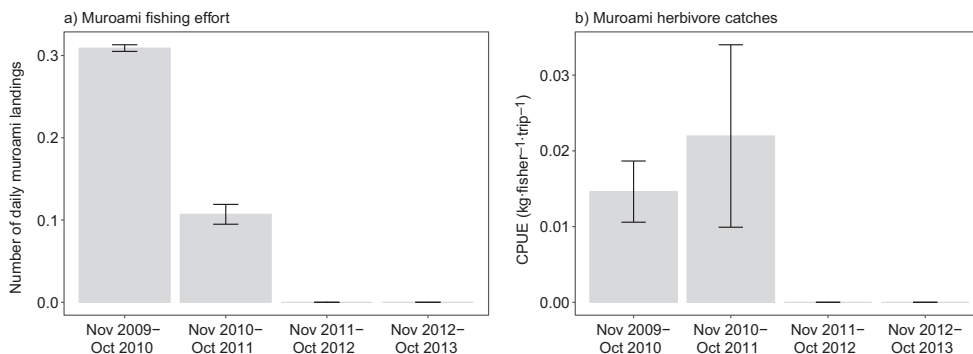 a) Muroami fishing effort
Number of daily muroami landings
0.3
0.2
0.1
0.0
Nov 2009–
Oct 2010
Nov 2010–
Oct 2011
Nov 2011–
Oct 2012
Nov 2012–
Oct 2013
b) Muroami herbivore catches
CPUE (kg·fisher⁻¹·trip⁻¹)
0.03
0.02
0.01
0.00
Nov 2009–
Oct 2010
Nov 2010–
Oct 2011
Nov 2011–
Oct 2012
Nov 2012–
Oct 2013